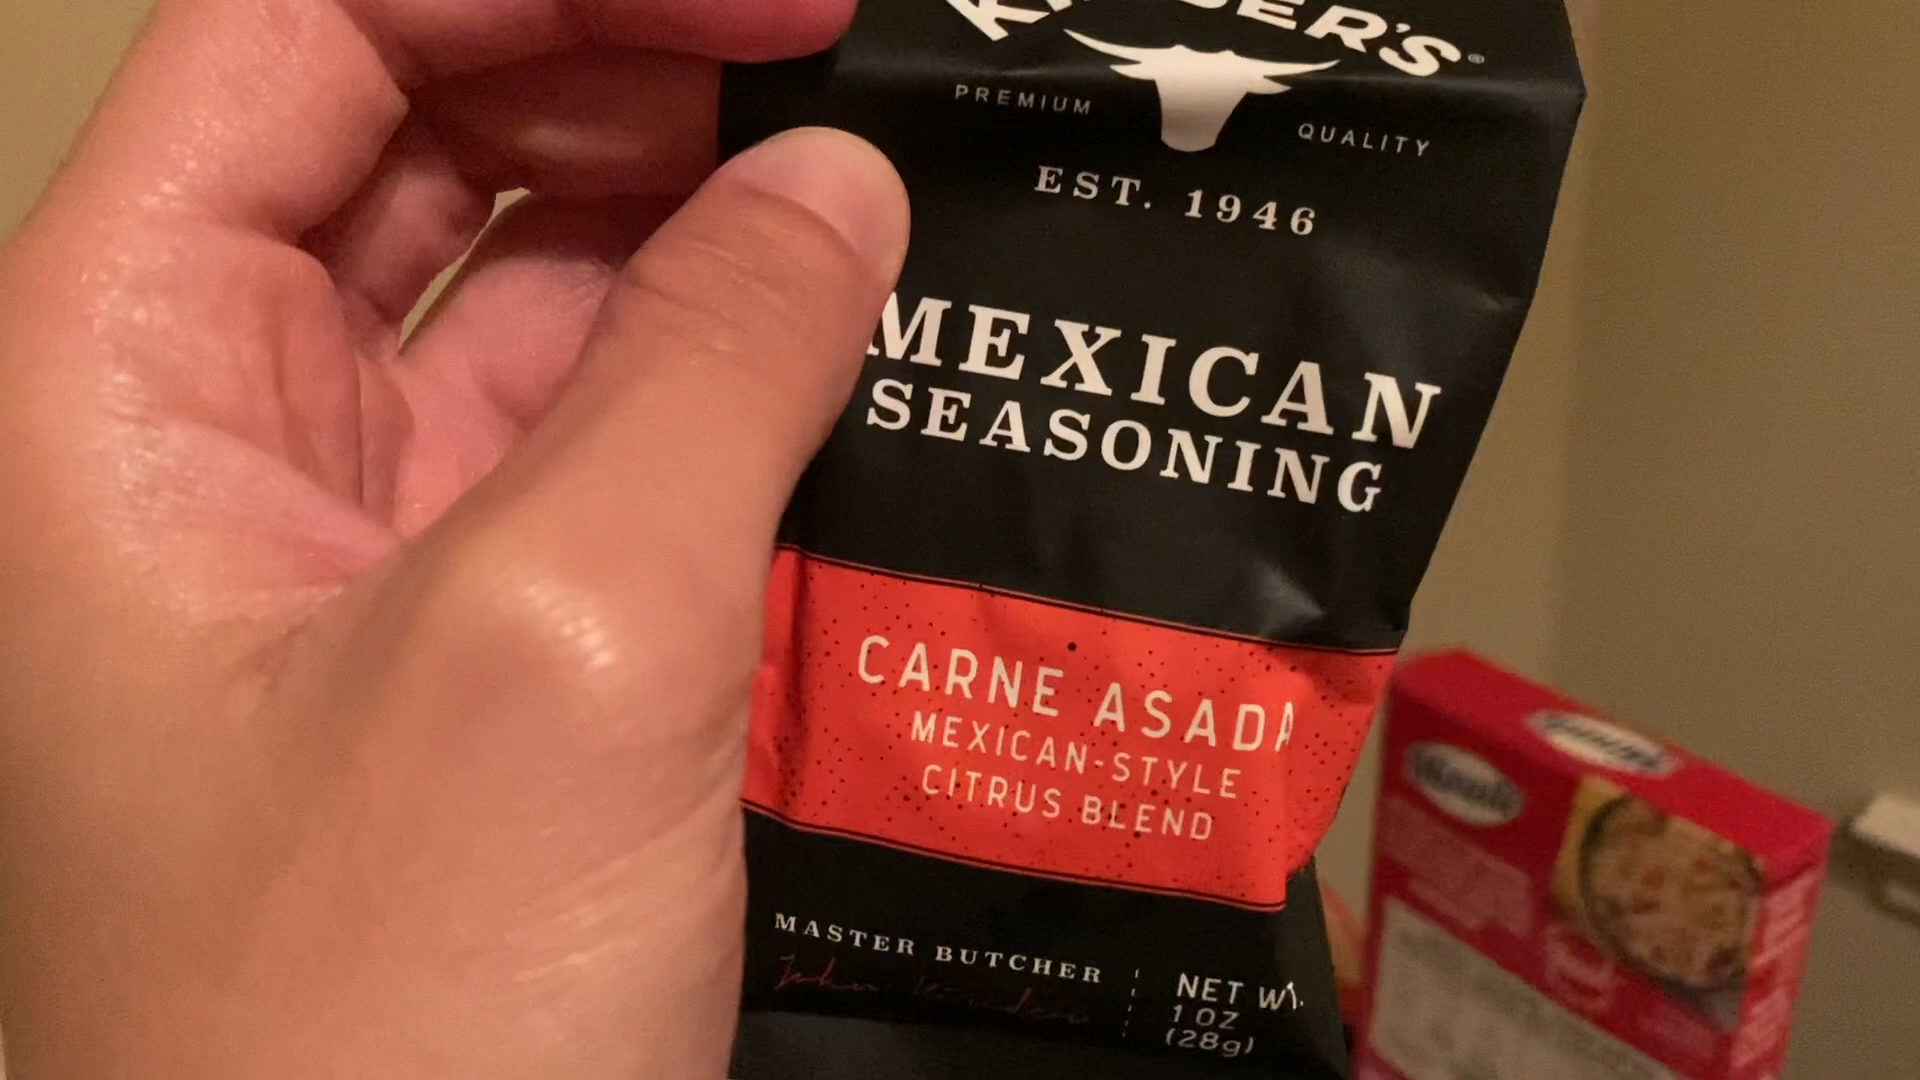 PREMIUM QUALITY
EST. 1946
MEXICAN
SEASONING
CARNE ASADA
MEXICAN-STYLE
CITRUS BLEND
MASTER BUTCHER
NET WT.
1 OZ
(28g)